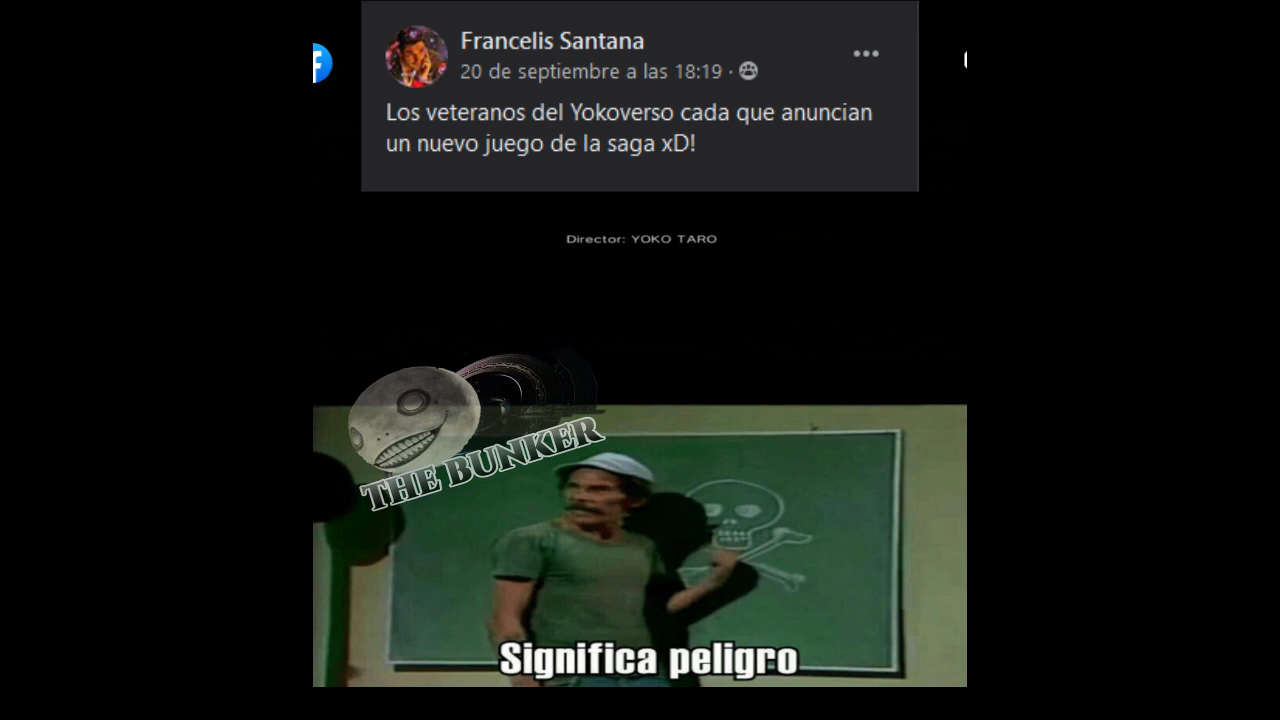 Francelis Santana
20 de septiembre a las 18:19 ·
Los veteranos del Yokoverso cada que anuncian
un nuevo juego de la saga xD!
Director: YOKO TARO
THE BUNKER
Significa peligro